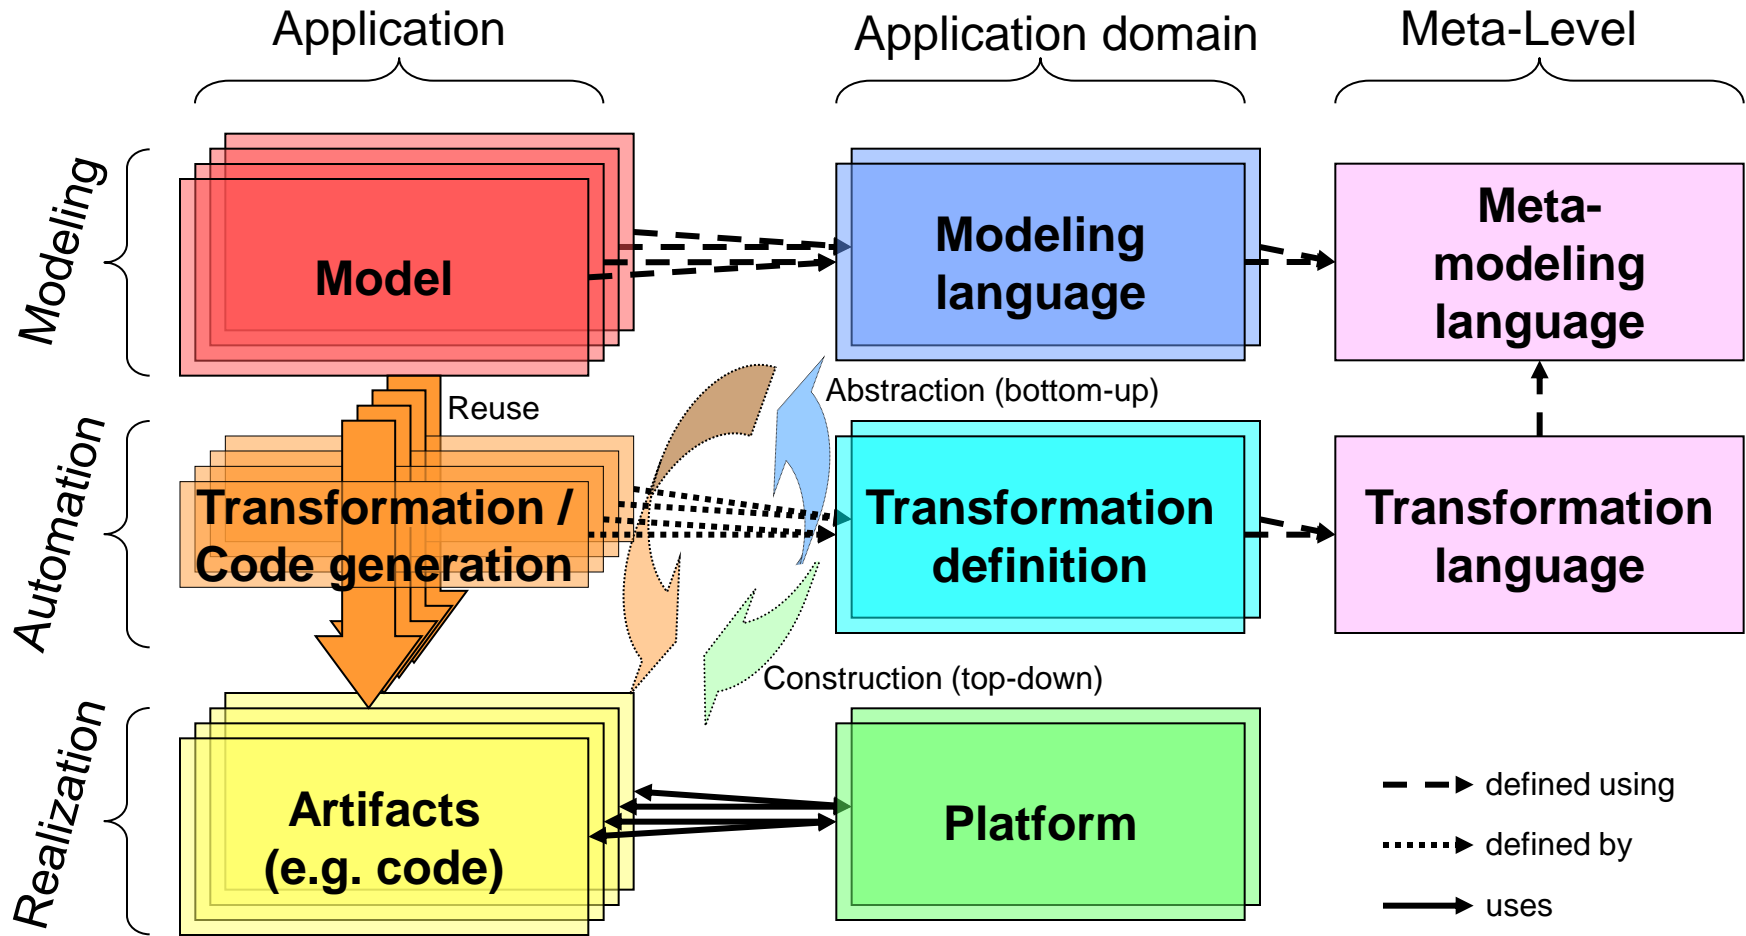 Application
Application domain
Meta-Level
Modeling
Model
Modeling
language
Meta-
modeling
language
Reuse
Abstraction (bottom-up)
Automation
Transformation /
Code generation
Transformation
definition
Transformation
language
Construction (top-down)
Realization
Artifacts
(e.g. code)
Platform
defined using
defined by
uses